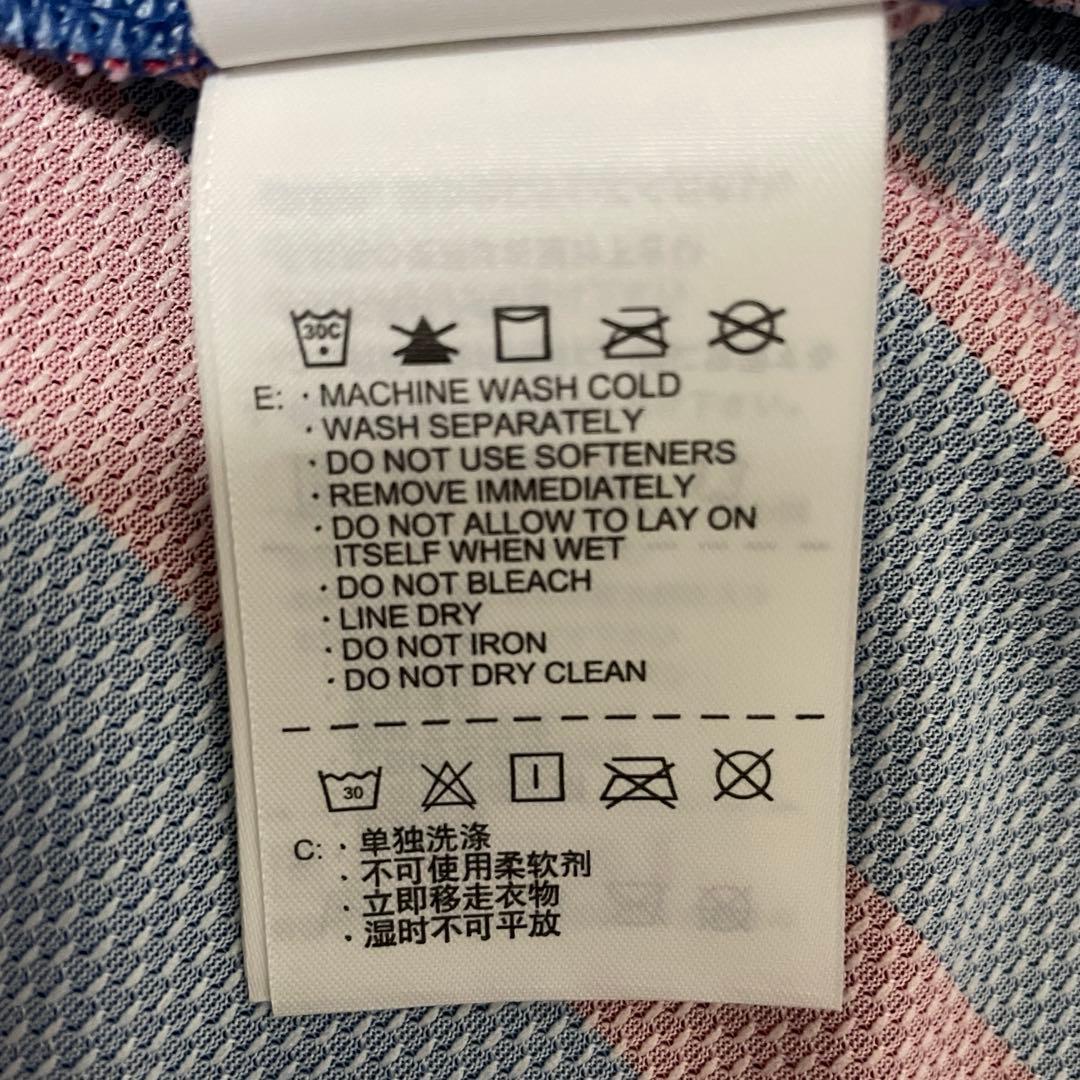 30C
E: · MACHINE WASH COLD
· WASH SEPARATELY
· DO NOT USE SOFTENERS
· REMOVE IMMEDIATELY
· DO NOT ALLOW TO LAY ON
ITSELF WHEN WET
· DO NOT BLEACH
· LINE DRY
· DO NOT IRON
· DO NOT DRY CLEAN
30
C: · 单独洗涤
· 不可使用柔软剂
· 立即移走衣物
· 湿时不可平放